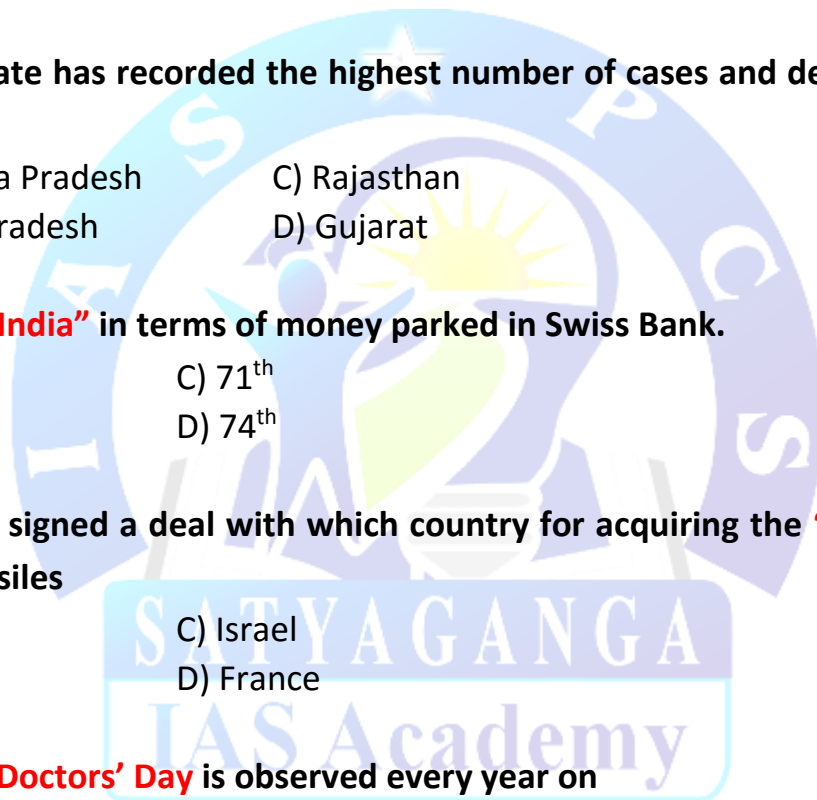 ate has recorded the highest number of cases and de
a Pradesh C) Rajasthan
radesh D) Gujarat
India” in terms of money parked in Swiss Bank.
C) 71th
D) 74th
signed a deal with which country for acquiring the “
siles
C) Israel
D) France
Doctors’ Day is observed every year on
IAS PCS
SATYAGANGA
IAS Academy